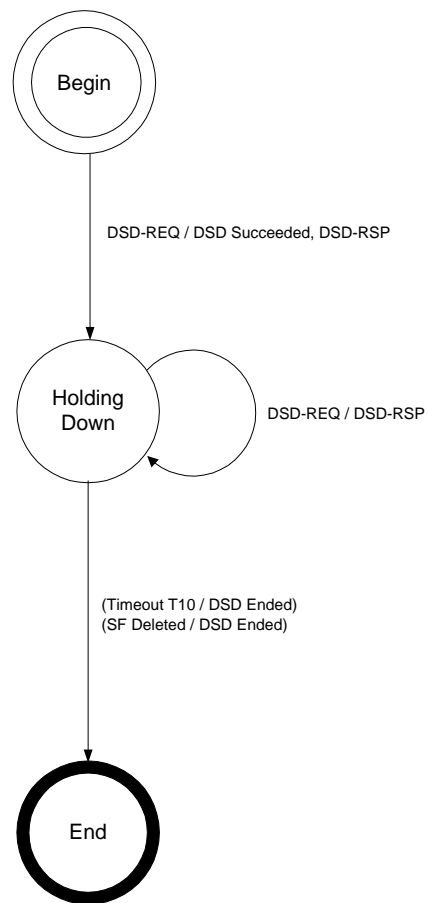 Begin
DSD-REQ / DSD Succeeded, DSD-RSP
Holding
Down
DSD-REQ / DSD-RSP
(Timeout T10 / DSD Ended)
(SF Deleted / DSD Ended)
End